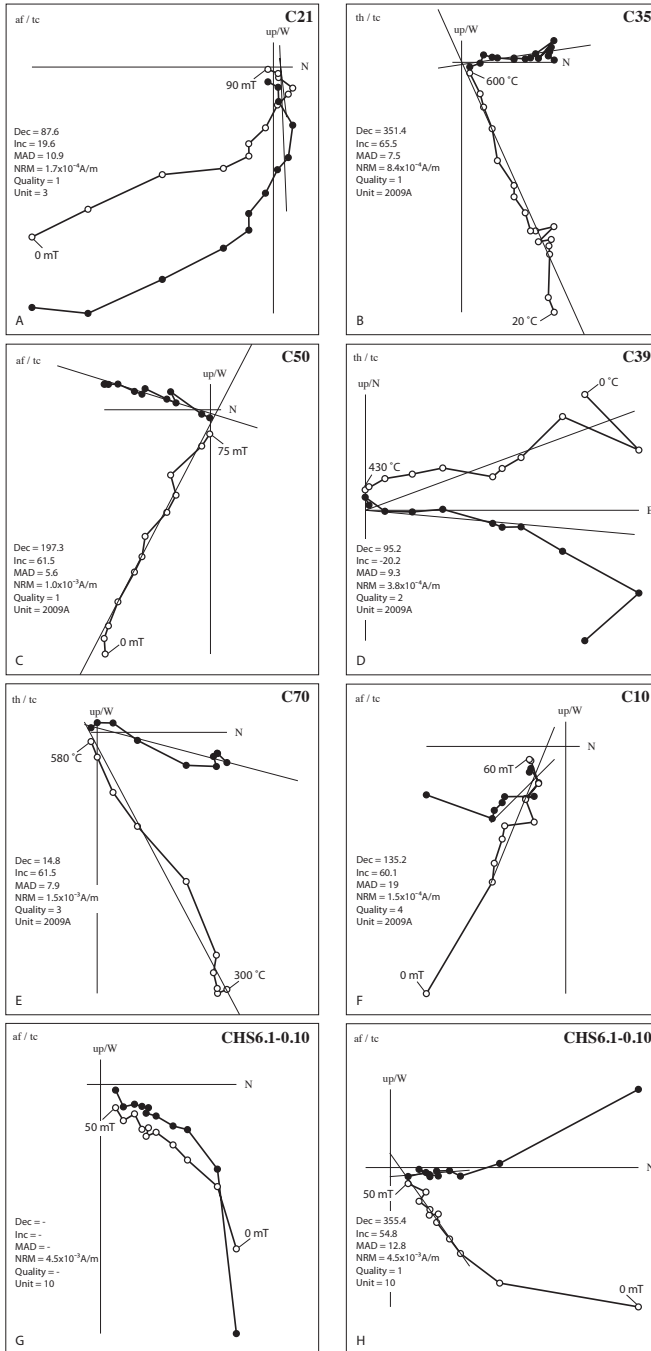 af / tc
C21
up/W
N
90 mT
Dec = 87.6
Inc = 19.6
MAD = 10.9
NRM = 1.7x10⁻⁴A/m
Quality = 1
Unit = 3
0 mT
A
th / tc
C35
up/W
N
600 °C
Dec = 351.4
Inc = 65.5
MAD = 7.5
NRM = 8.4x10⁻⁴A/m
Quality = 1
Unit = 2009A
20 °C
B
af / tc
C50
up/W
N
75 mT
Dec = 197.3
Inc = 61.5
MAD = 5.6
NRM = 1.0x10⁻³A/m
Quality = 1
Unit = 2009A
0 mT
C
th / tc
C39
up/N
0 °C
430 °C
E
Dec = 95.2
Inc = -20.2
MAD = 9.3
NRM = 3.8x10⁻⁴A/m
Quality = 2
Unit = 2009A
D
th / tc
C70
up/W
N
580 °C
Dec = 14.8
Inc = 61.5
MAD = 7.9
NRM = 1.5x10⁻³A/m
Quality = 3
Unit = 2009A
300 °C
E
af / tc
C10
up/W
N
60 mT
Dec = 135.2
Inc = 60.1
MAD = 19
NRM = 1.5x10⁻⁴A/m
Quality = 4
Unit = 2009A
0 mT
F
af / tc
CHS6.1-0.10
up/W
N
50 mT
0 mT
Dec = -
Inc = -
MAD = -
NRM = 4.5x10⁻³A/m
Quality = -
Unit = 10
G
af / tc
CHS6.1-0.10
up/W
N
50 mT
Dec = 355.4
Inc = 54.8
MAD = 12.8
NRM = 4.5x10⁻³A/m
Quality = 1
Unit = 10
0 mT
H